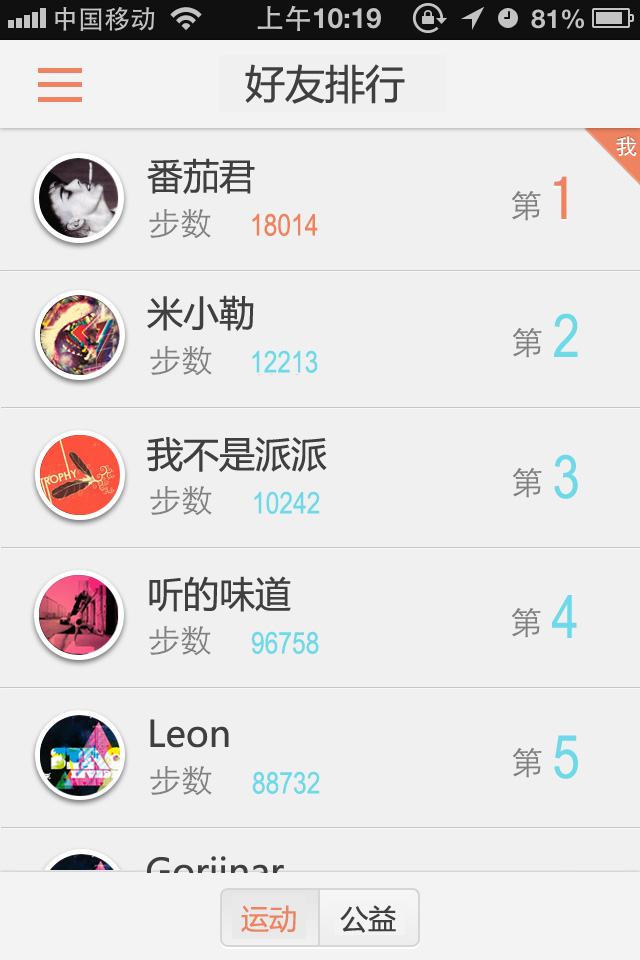 中国移动 上午10:19 81%
好友排行
我
番茄君
步数 18014 第 1
米小勒
步数 12213 第 2
我不是派派
TROPHY
步数 10242 第 3
听的味道
步数 96758 第 4
Leon
步数 88732 第 5
运动 公益